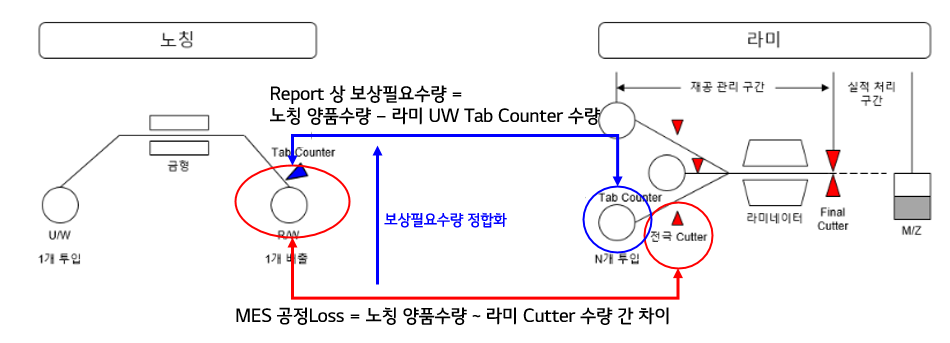 노칭
라미
Report 상 보상필요수량 =
노칭 양품수량 – 라미 UW Tab Counter 수량
재공 관리 구간
실적 처리
구간
금형
Tab Counter
보상필요수량 정합화
Tab Counter
전극 Cutter
라미네이터
Final
Cutter
M/Z
U/W
R/W
1개 투입
1개 배출
N개 투입
MES 공정Loss = 노칭 양품수량 ~ 라미 Cutter 수량 간 차이